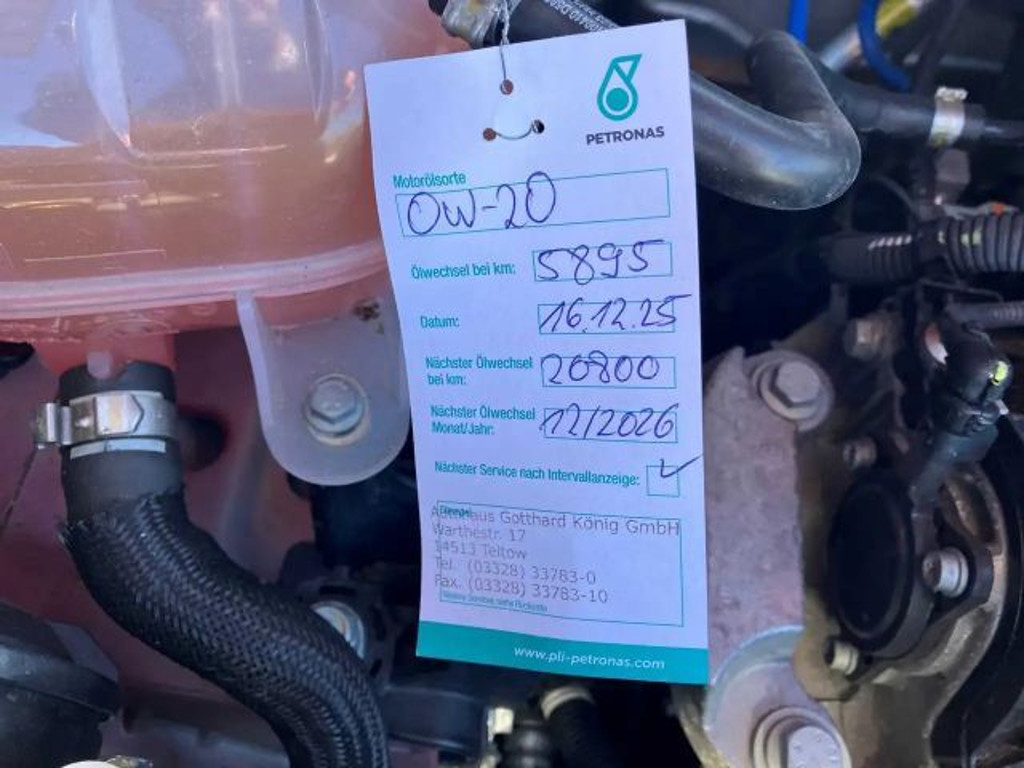 PETRONAS
Motorölsorte
0W-20
Ölwechsel bei km: 5895
Datum: 16.12.25
Nächster Ölwechsel
bei km: 20800
Nächster Ölwechsel
Monat/Jahr: 12/2026
Nächster Service nach Intervallanzeige: ✓
Autohaus Gotthard König GmbH
Warthestr. 17
14513 Teltow
Tel. (03328) 33783-0
Fax. (03328) 33783-10
www.pli-petronas.com